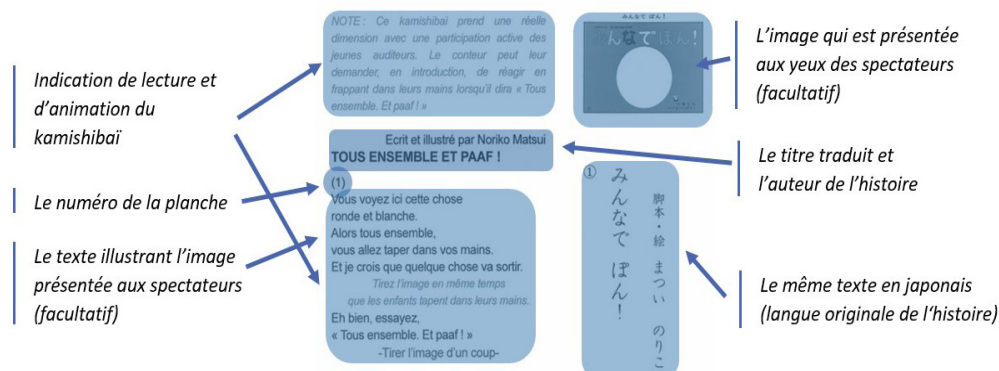 Indication de lecture et
d'animation du
kamishibaï
Le numéro de la planche
Le texte illustrant l'image
présentée aux spectateurs
(facultatif)
NOTE : Ce kamishibai prend une réelle
dimension avec une participation active des
jeunes auditeurs. Le conteur peut leur
demander, en introduction, de réagir en
frappant dans leurs mains lorsqu'il dira « Tous
ensemble. Et paaf ! »
Ecrit et illustré par Noriko Matsui
TOUS ENSEMBLE ET PAAF !
(1)
Vous voyez ici cette chose
ronde et blanche.
Alors tous ensemble,
vous allez taper dans vos mains.
Et je crois que quelque chose va sortir.
Tirez l'image en même temps
que les enfants tapent dans leurs mains.
Eh bien, essayez,
« Tous ensemble. Et paaf ! »
-Tirer l'image d'un coup-
みんなで ぽん!
みんなで ぽん!
① みんなで ぽん!
脚本・絵 まつい のりこ
L'image qui est présentée
aux yeux des spectateurs
(facultatif)
Le titre traduit et
l'auteur de l'histoire
Le même texte en japonais
(langue originale de l'histoire)